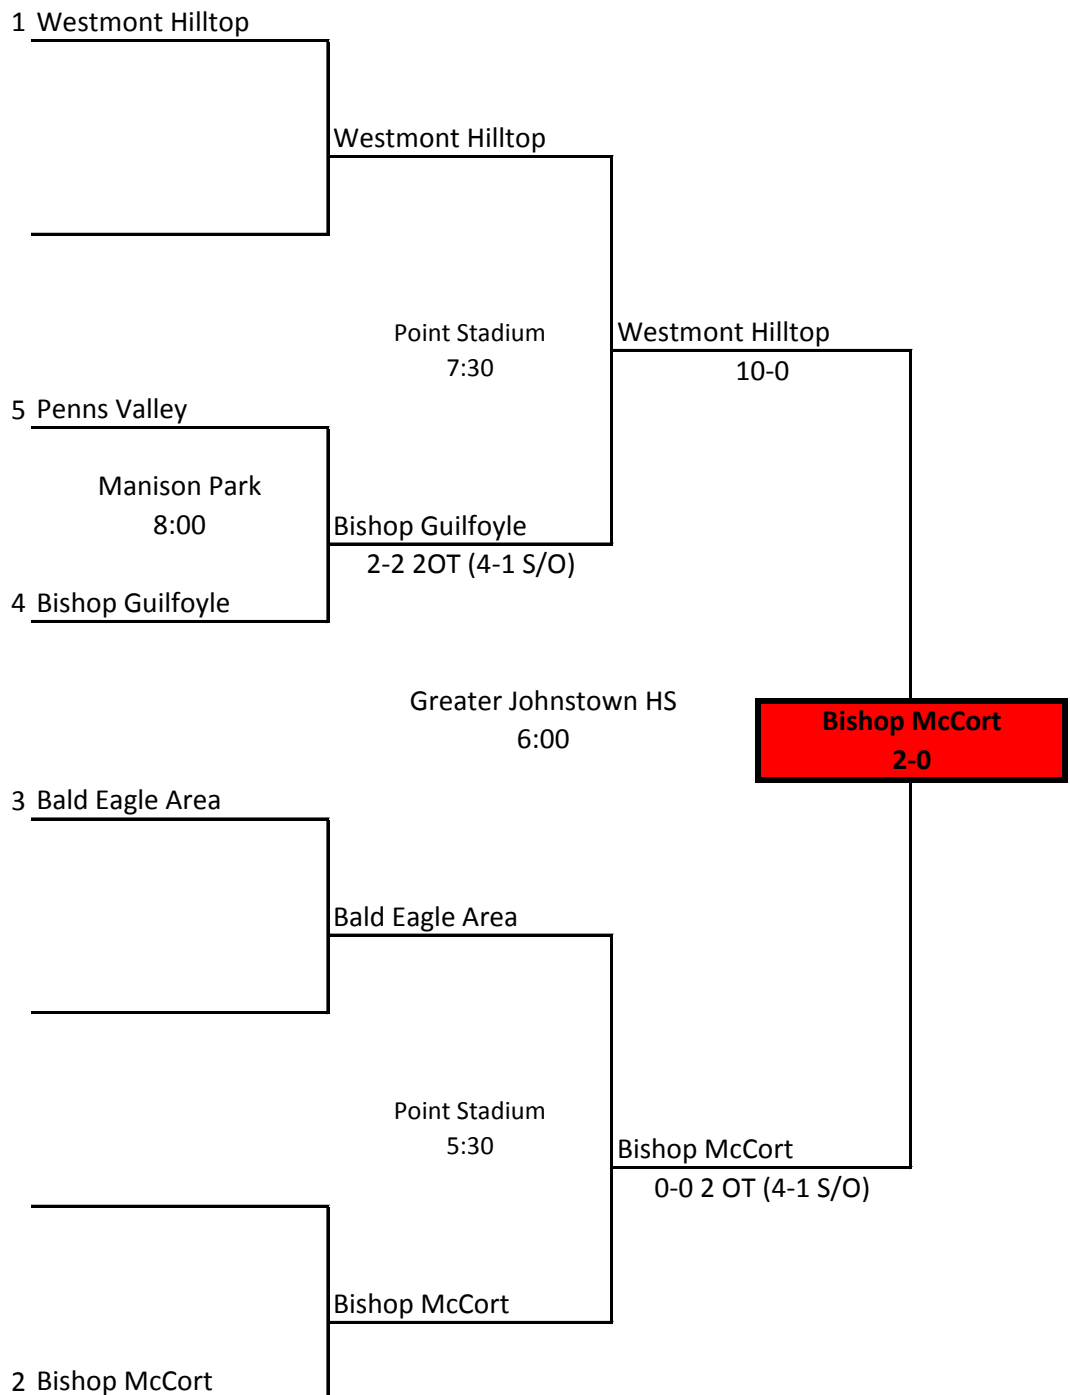 1 Westmont Hilltop
Westmont Hilltop
Point Stadium
7:30
Westmont Hilltop
10-0
5 Penns Valley
Manison Park
8:00
Bishop Guilfoyle
2-2 2OT (4-1 S/O)
4 Bishop Guilfoyle
Greater Johnstown HS
6:00
Bishop McCort
2-0
3 Bald Eagle Area
Bald Eagle Area
Point Stadium
5:30
Bishop McCort
0-0 2 OT (4-1 S/O)
Bishop McCort
2 Bishop McCort